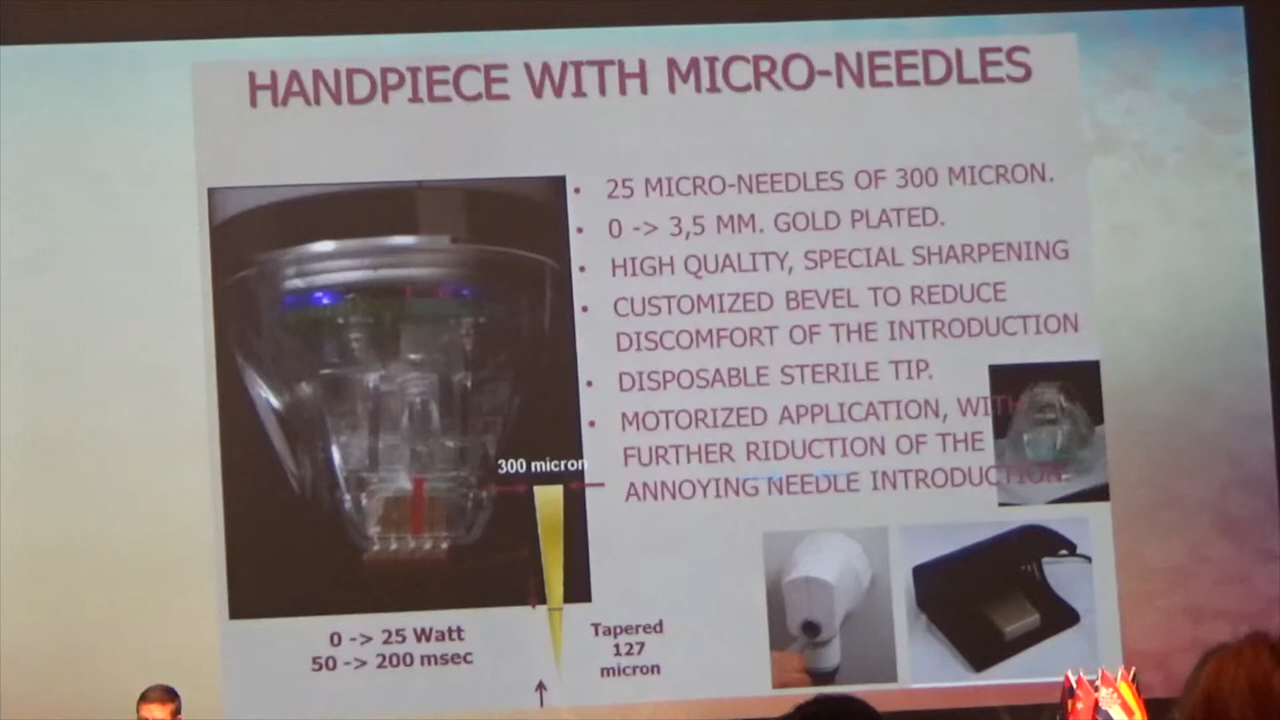 HANDPIECE WITH MICRO-NEEDLES
• 25 MICRO-NEEDLES OF 300 MICRON.
• 0 -> 3,5 MM. GOLD PLATED.
• HIGH QUALITY, SPECIAL SHARPENING
• CUSTOMIZED BEVEL TO REDUCE
DISCOMFORT OF THE INTRODUCTION
• DISPOSABLE STERILE TIP.
• MOTORIZED APPLICATION, WITH
FURTHER RIDUCTION OF THE
ANNOYING NEEDLE INTRODUCTION
300 micron
0 -> 25 Watt
50 -> 200 msec
Tapered
127
micron